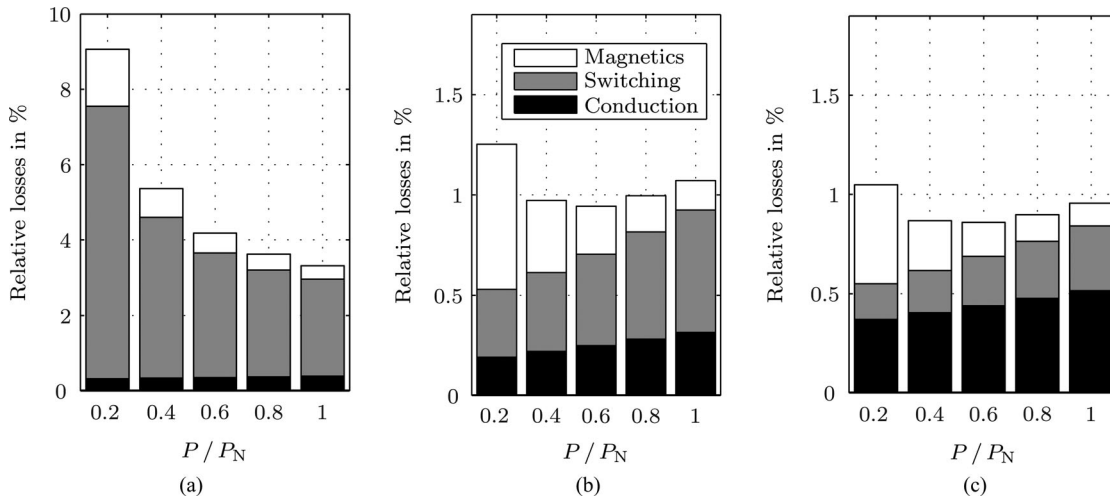 Relative losses in %
10
8
6
4
2
0
0.2 0.4 0.6 0.8 1
P / P_N
(a)
Relative losses in %
1.5
1
0.5
0
Magnetics
Switching
Conduction
0.2 0.4 0.6 0.8 1
P / P_N
(b)
Relative losses in %
1.5
1
0.5
0
0.2 0.4 0.6 0.8 1
P / P_N
(c)